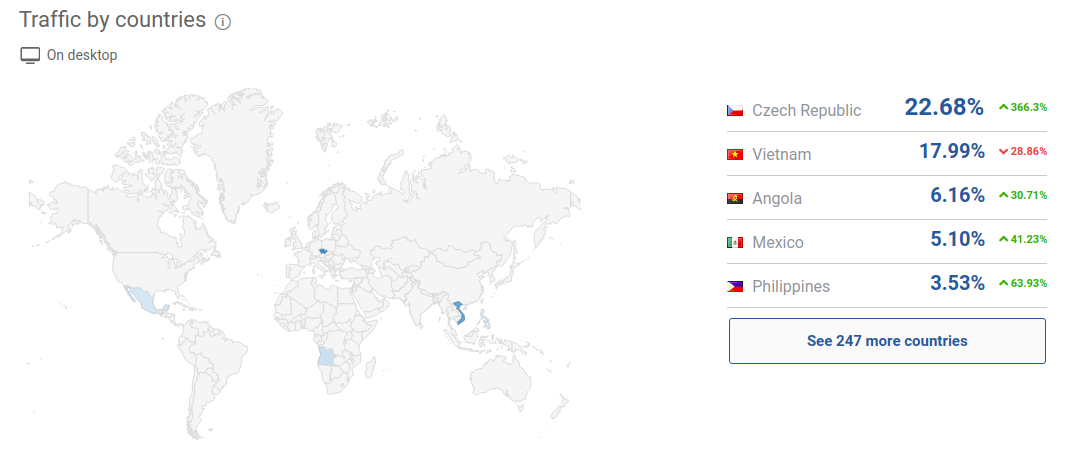 Traffic by countries
On desktop
Czech Republic 22.68% 366.3%
Vietnam 17.99% 28.86%
Angola 6.16% 30.71%
Mexico 5.10% 41.23%
Philippines 3.53% 63.93%
See 247 more countries